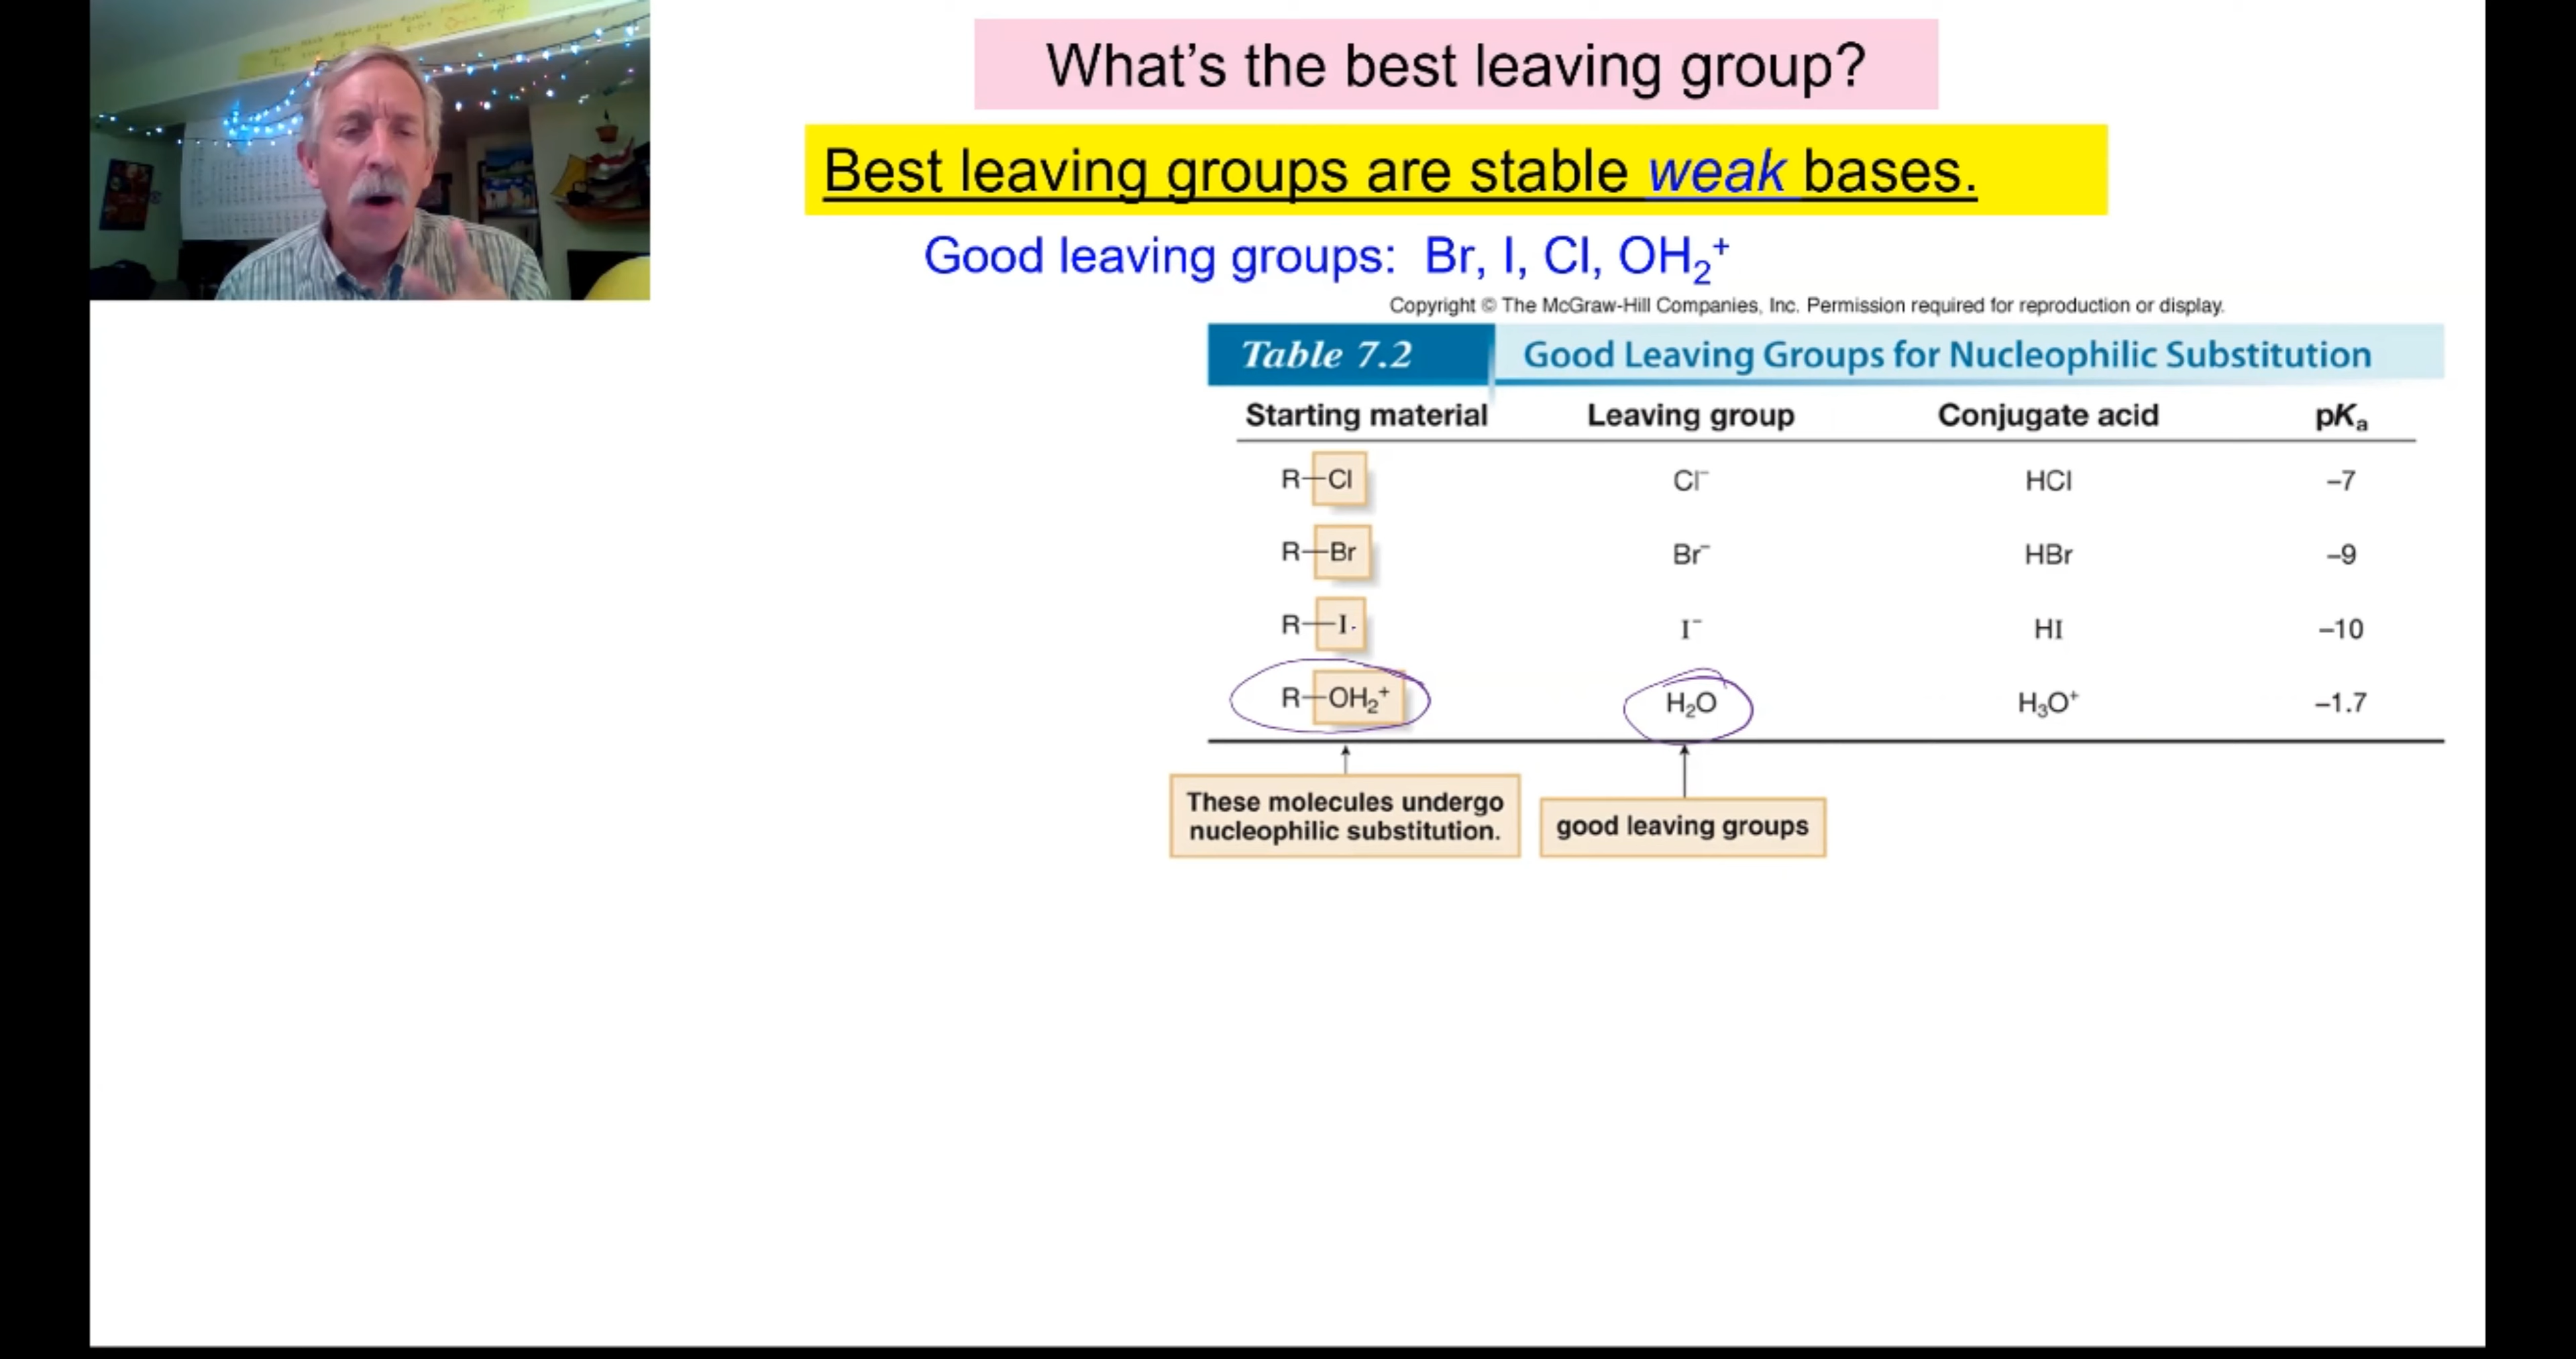 What's the best leaving group?
Best leaving groups are stable weak bases.
Good leaving groups: Br, I, Cl, OH₂⁺
Copyright © The McGraw-Hill Companies, Inc. Permission required for reproduction or display.
Table 7.2 Good Leaving Groups for Nucleophilic Substitution
Starting material Leaving group Conjugate acid pKₐ
R—Cl Cl⁻ HCl –7
R—Br Br⁻ HBr –9
R—I Iˉ HI –10
R—OH₂⁺ H₂O H₃O⁺ –1.7
These molecules undergo
nucleophilic substitution.
good leaving groups